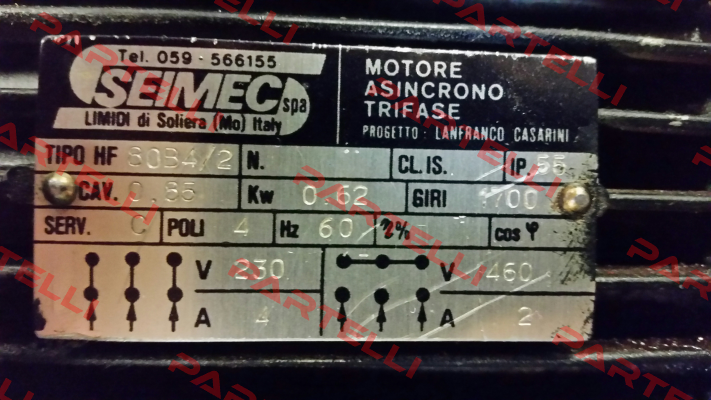 Tel. 059 - 566155
SEIMEC spa
LIMIDI di Soliera (Mo) Italy
MOTORE
ASINCRONO
TRIFASE
PROGETTO : LANFRANCO CASARINI
TIPO HF 80B4/2 N. CL.IS. IP 55
CAV. 0,85 Kw 0,62 GIRI 1700
SERV. C POLI 4 Hz 60 η% cos φ
V 230 V 460
A 4 A 2
PARTELLI